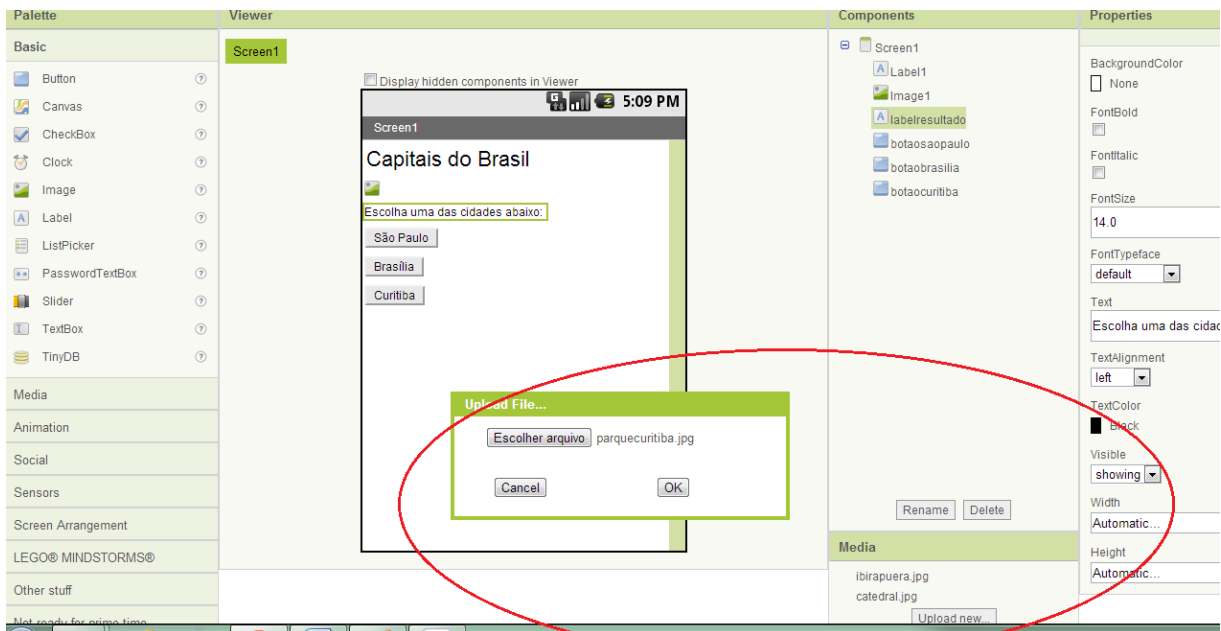 Palette
Basic
Button
Canvas
CheckBox
Clock
Image
Label
ListPicker
PasswordTextBox
Slider
TextBox
TinyDB
Media
Animation
Social
Sensors
Screen Arrangement
LEGO® MINDSTORMS®
Other stuff
Not ready for prime time
Viewer
Screen1
Display hidden components in Viewer
5:09 PM
Screen1
Capitais do Brasil
Escolha uma das cidades abaixo:
São Paulo
Brasília
Curitiba
Upload File...
Escolher arquivo parquecuritiba.jpg
Cancel OK
Components
Screen1
Label1
Image1
labelresultado
botaosaopaulo
botaobrasilia
botaocuritiba
Rename Delete
Media
ibirapuera.jpg
catedral.jpg
Upload new...
Properties
BackgroundColor
None
FontBold
FontItalic
FontSize
14.0
FontTypeface
default
Text
Escolha uma das cidad
TextAlignment
left
TextColor
Black
Visible
showing
Width
Automatic...
Height
Automatic...